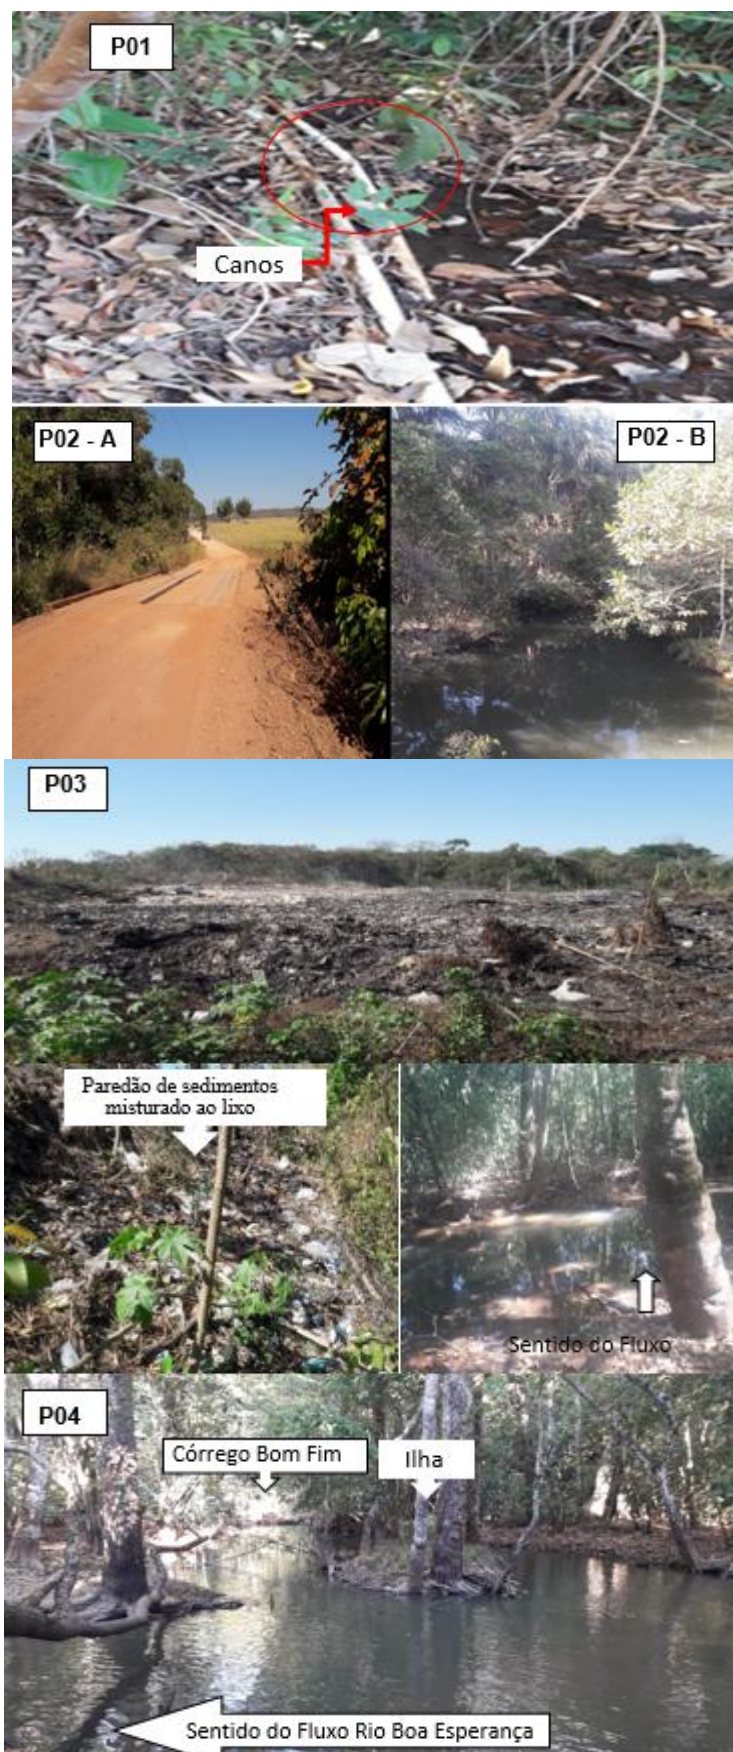 P01
Canos
P02 - A
P02 - B
P03
Paredão de sedimentos
misturado ao lixo
Sentido do Fluxo
P04
Córrego Bom Fim
Ilha
Sentido do Fluxo Rio Boa Esperança